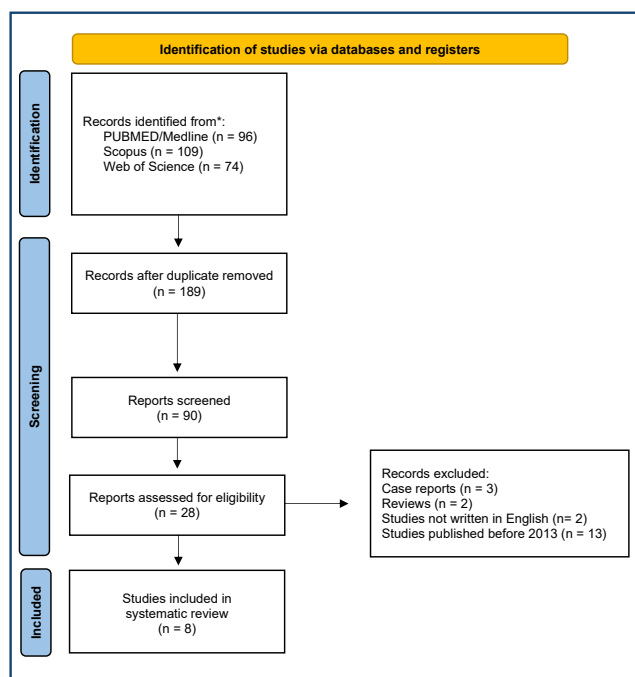 Identification of studies via databases and registers
Identification
Records identified from*:
PUBMED/Medline (n = 96)
Scopus (n = 109)
Web of Science (n = 74)
Screening
Records after duplicate removed
(n = 189)
Reports screened
(n = 90)
Reports assessed for eligibility
(n = 28)
Records excluded:
Case reports (n = 3)
Reviews (n = 2)
Studies not written in English (n= 2)
Studies published before 2013 (n = 13)
Included
Studies included in
systematic review
(n = 8)